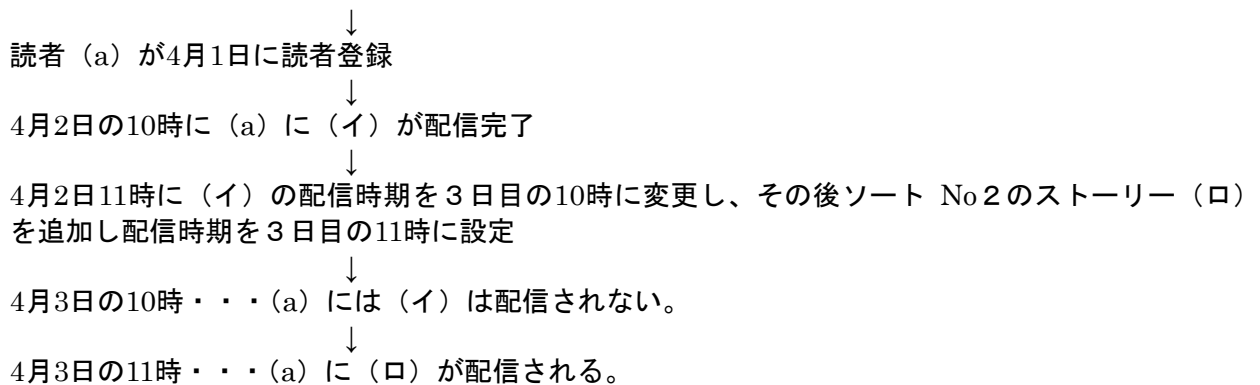 ↓
読者（a）が4月1日に読者登録
↓
4月2日の10時に（a）に（イ）が配信完了
↓
4月2日11時に（イ）の配信時期を３日目の10時に変更し、その後ソート No２のストーリー（ロ）
を追加し配信時期を３日目の11時に設定
↓
4月3日の10時・・・（a）には（イ）は配信されない。
↓
4月3日の11時・・・（a）に（ロ）が配信される。